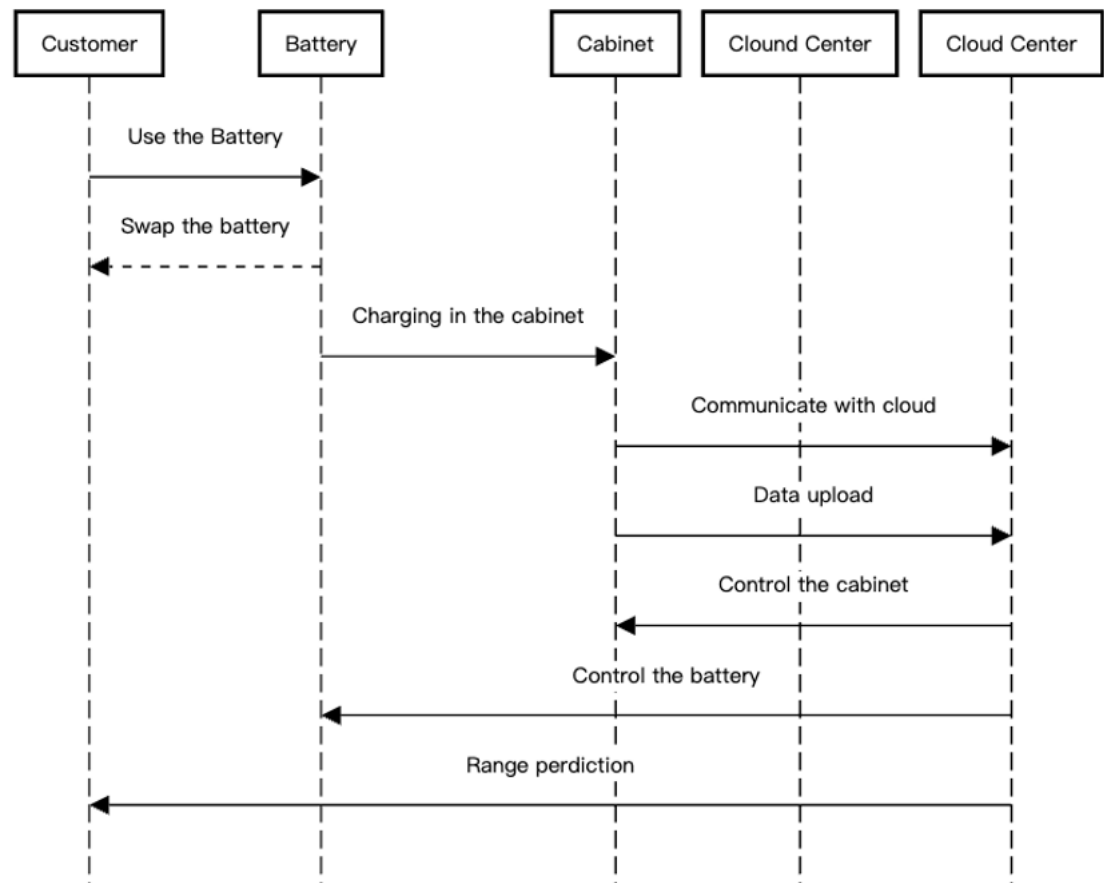 Customer
Battery
Cabinet
Clound Center
Cloud Center
Use the Battery
Swap the battery
Charging in the cabinet
Communicate with cloud
Data upload
Control the cabinet
Control the battery
Range perdiction